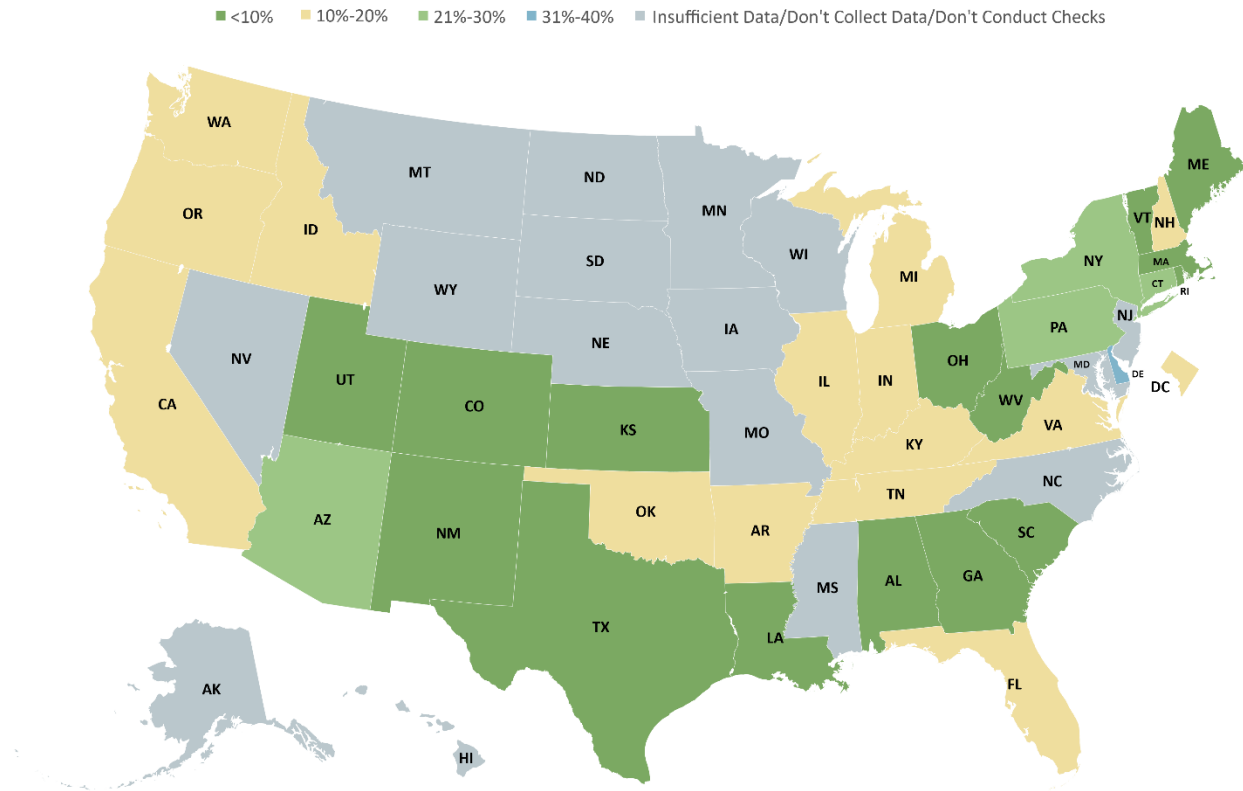 <10% 10%-20% 21%-30% 31%-40% Insufficient Data/Don't Collect Data/Don't Conduct Checks
WA
MT
ND
MN
ME
OR
ID
SD
WI
MI
VT
NH
NY
MA
CT
RI
WY
IA
PA
NJ
NV
NE
IL
IN
OH
MD
DE
DC
UT
CO
KS
MO
WV
VA
CA
KY
AZ
NM
OK
AR
TN
NC
SC
TX
LA
MS
AL
GA
FL
AK
HI